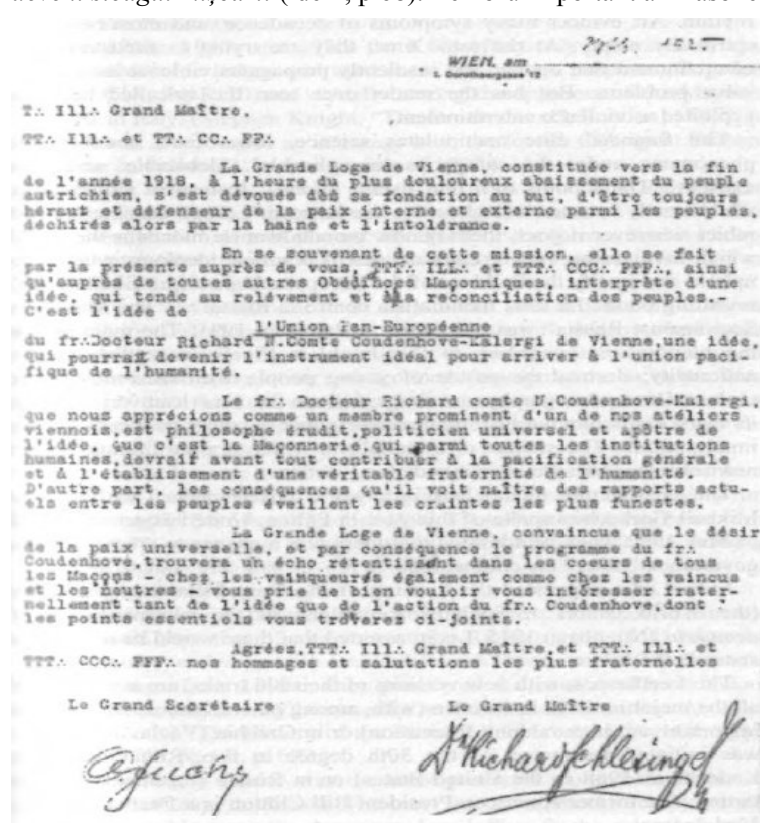 WIEN, am
I. Dorotheergasse 12
T∴ Ill∴ Grand Maître,
TT∴ Ill∴ et TT∴ CC∴ FF∴
La Grande Loge de Vienne, constituée vers la fin
de l'année 1918, à l'heure du plus douloureux abaissement du peuple
autrichien, s'est dévouée dès sa fondation au but, d'être toujours
héraut et défenseur de la paix interne et externe parmi les peuples,
déchirés alors par la haine et l'intolérance.
En se souvenant de cette mission, elle se fait
par la présente auprès de vous, TTT∴ ILL∴ et TTT∴ CCC∴ FFF∴, ainsi
qu'auprès de toutes autres Obédiences Maçonniques, interprète d'une
idée, qui tende au relévement et à la reconciliation des peuples.-
C'est l'idée de
l'Union Pan-Européenne
du fr∴Docteur Richard N.Comte Coudenhove-Kalergi de Vienne,une idée,
qui pourrait devenir l'instrument idéal pour arriver à l'union paci-
fique de l'humanité.
Le fr∴ Docteur Richard comte N.Coudenhove-Kalergi,
que nous apprécions comme un membre prominent d'un de nos atéliers
viennois,est philosophe érudit,politicien universel et apôtre de
l'idée, que c'est la Maçonnerie,qui parmi toutes les institutions
humaines,devrait avant tout contribuer à la pacification générale
et à l'établissement d'une véritable fraternité de l'humanité.
D'autre part, les conséquences qu'il voit naître des rapports actu-
éls entre les peuples éveillent les craintes les plus funestes.
La Grande Loge de Vienne, convaincue que le désir
de la paix universelle, et par conséquence le programme du fr∴
Coudenhove,trouvera un écho rétentissant dans les coeurs de tous
les Maçons - chez les vainqueurs également comme chez les vaincus
et les neutres - vous prie de bien vouloir vous intéresser frater-
nellement tant de l'idée que de l'action du fr∴ Coudenhove,dont
les points essentiels vous trouverez ci-joints.
Agrées,TTT∴ Ill∴ Grand Maître,et TTT∴ Ill∴ et
TTT∴ CCC∴ FFF∴ nos hommages et salutations les plus fraternelles
Le Grand Secrétaire Le Grand Maître
Dr Richard Schlesinger